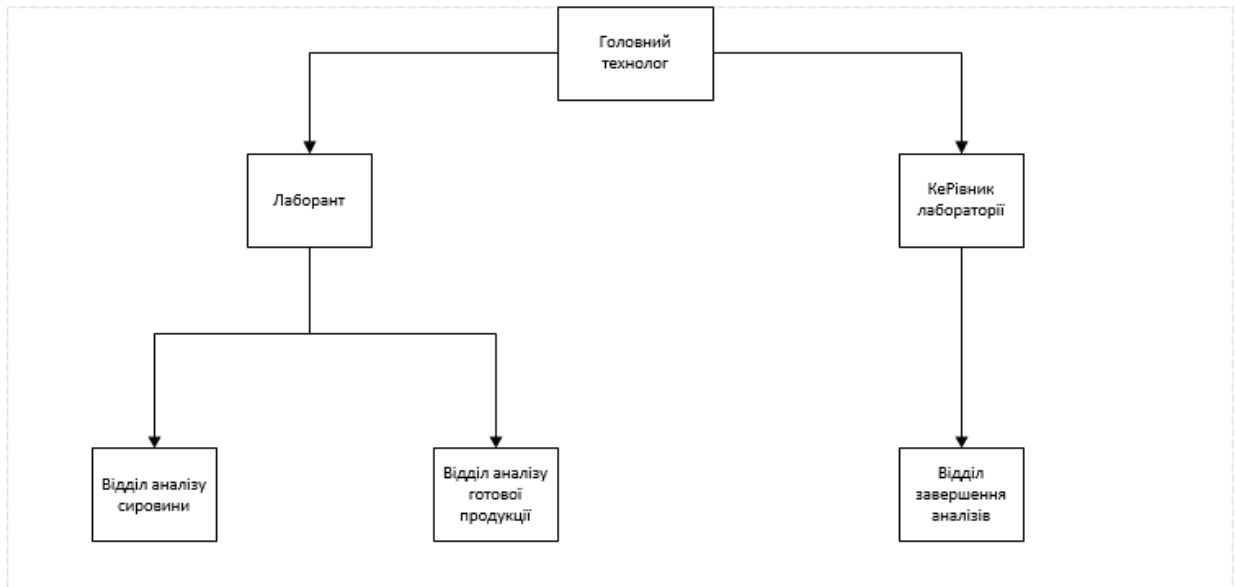 Головний
технолог
Лаборант
КеРівник
лабораторії
Відділ аналізу
сировини
Відділ аналізу
готової
продукції
Відділ
завершення
аналізів